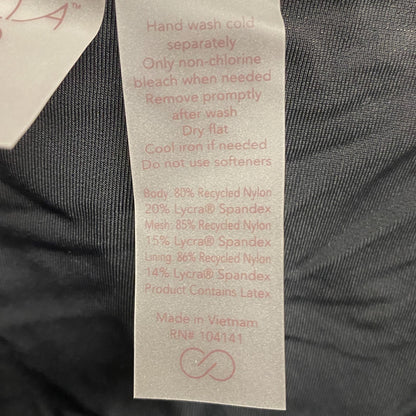 Hand wash cold
separately
Only non-chlorine
bleach when needed
Remove promptly
after wash
Dry flat
Cool iron if needed
Do not use softeners
Body: 80% Recycled Nylon
20% Lycra® Spandex
Mesh: 85% Recycled Nylon
15% Lycra® Spandex
Lining: 86% Recycled Nylon
14% Lycra® Spandex
Product Contains Latex
Made in Vietnam
RN# 104141